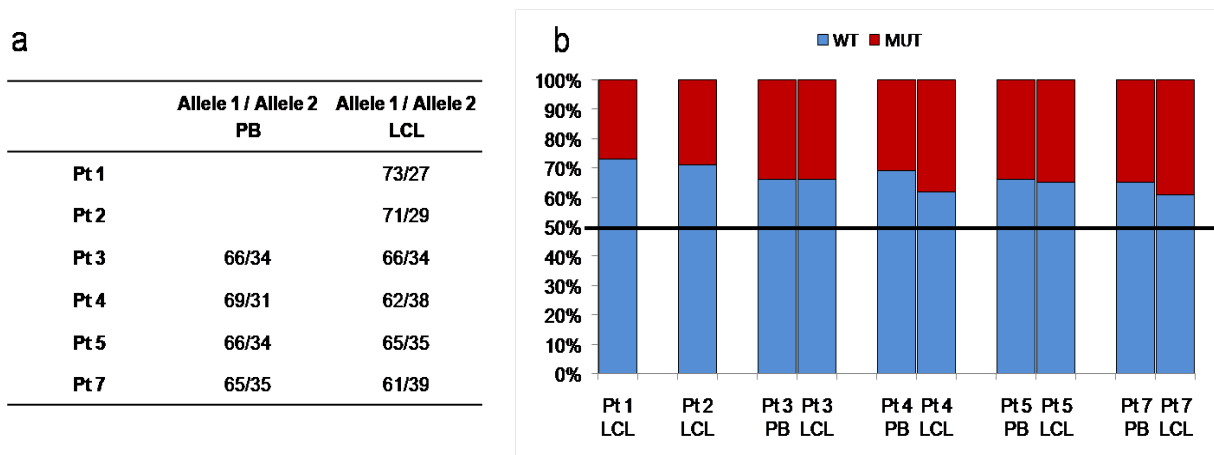 a
Allele 1 / Allele 2 Allele 1 / Allele 2
PB LCL
Pt 1 73/27
Pt 2 71/29
Pt 3 66/34 66/34
Pt 4 69/31 62/38
Pt 5 66/34 65/35
Pt 7 65/35 61/39
b
WT MUT
100%
90%
80%
70%
60%
50%
40%
30%
20%
10%
0%
Pt 1 Pt 2 Pt 3 Pt 3 Pt 4 Pt 4 Pt 5 Pt 5 Pt 7 Pt 7
LCL LCL PB LCL PB LCL PB LCL PB LCL